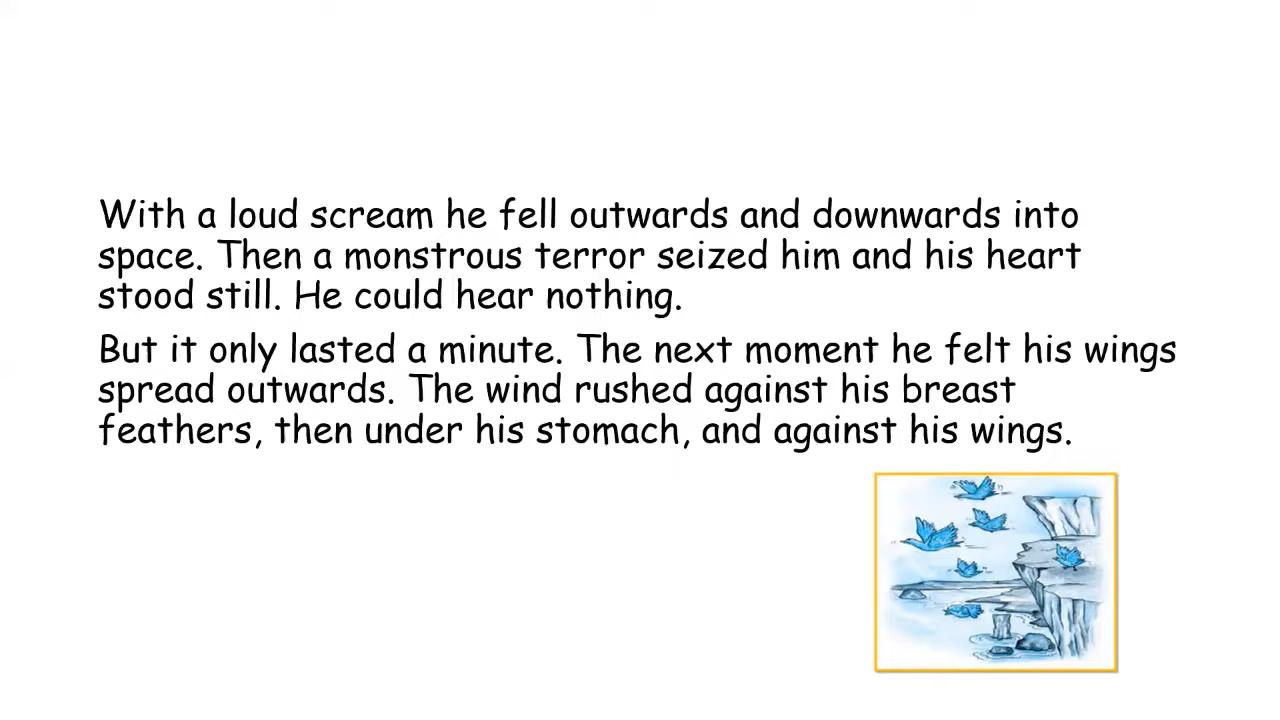 With a loud scream he fell outwards and downwards into
space. Then a monstrous terror seized him and his heart
stood still. He could hear nothing.
But it only lasted a minute. The next moment he felt his wings
spread outwards. The wind rushed against his breast
feathers, then under his stomach, and against his wings.